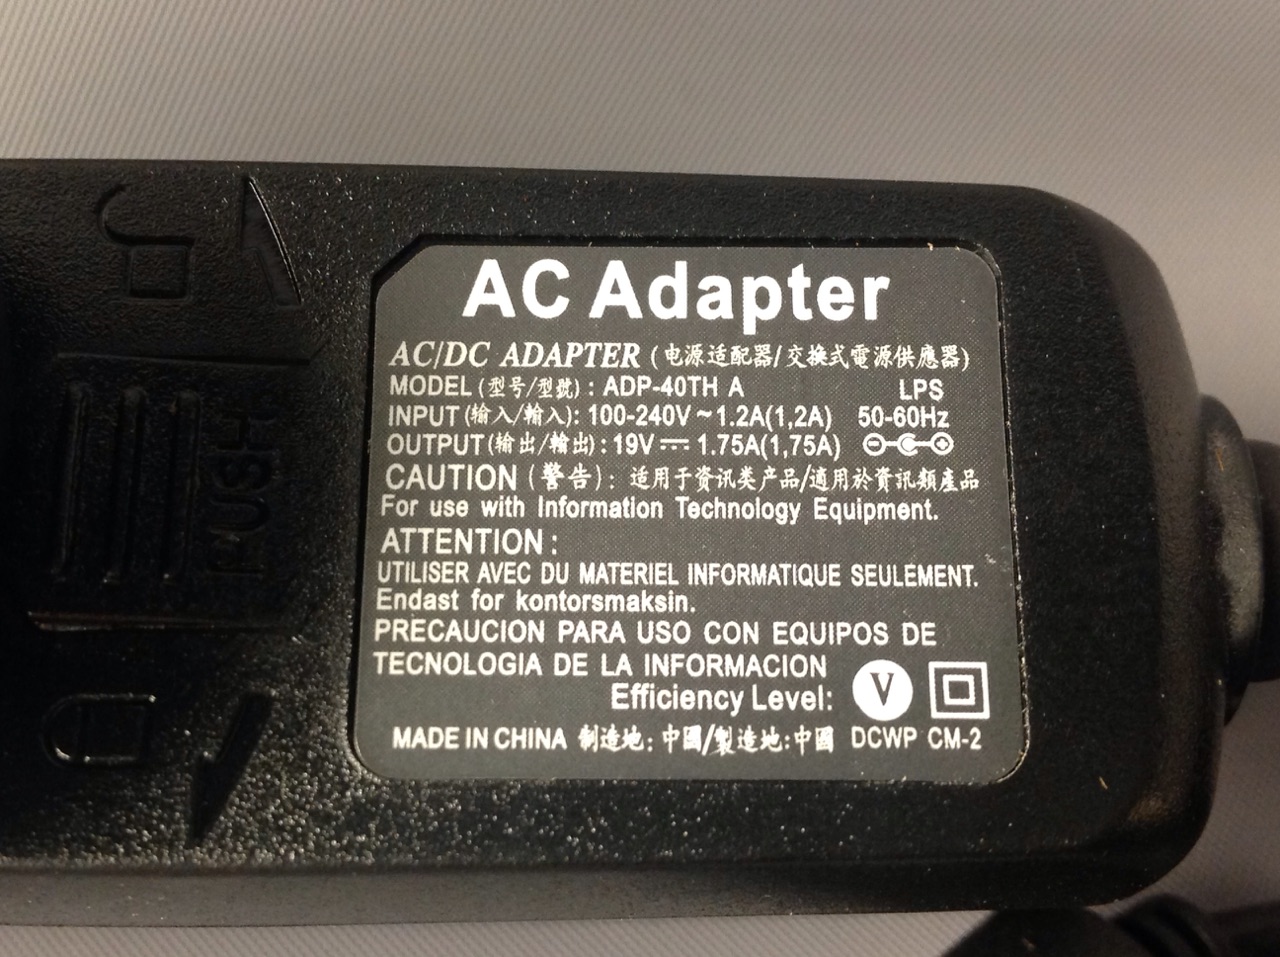 PUSH
AC Adapter
AC/DC ADAPTER (电源适配器/交换式電源供應器)
MODEL (型号/型號) : ADP-40TH A LPS
INPUT (输入/輸入): 100-240V ~ 1.2A(1,2A) 50-60Hz
OUTPUT (输出/輸出) : 19V ⎓ 1.75A(1,75A)
CAUTION (警告) : 适用于资讯类产品/適用於資訊類產品
For use with Information Technology Equipment.
ATTENTION :
UTILISER AVEC DU MATERIEL INFORMATIQUE SEULEMENT.
Endast for kontorsmaksin.
PRECAUCION PARA USO CON EQUIPOS DE
TECNOLOGIA DE LA INFORMACION
Efficiency Level: V
MADE IN CHINA 制造地: 中國/製造地:中國 DCWP CM-2